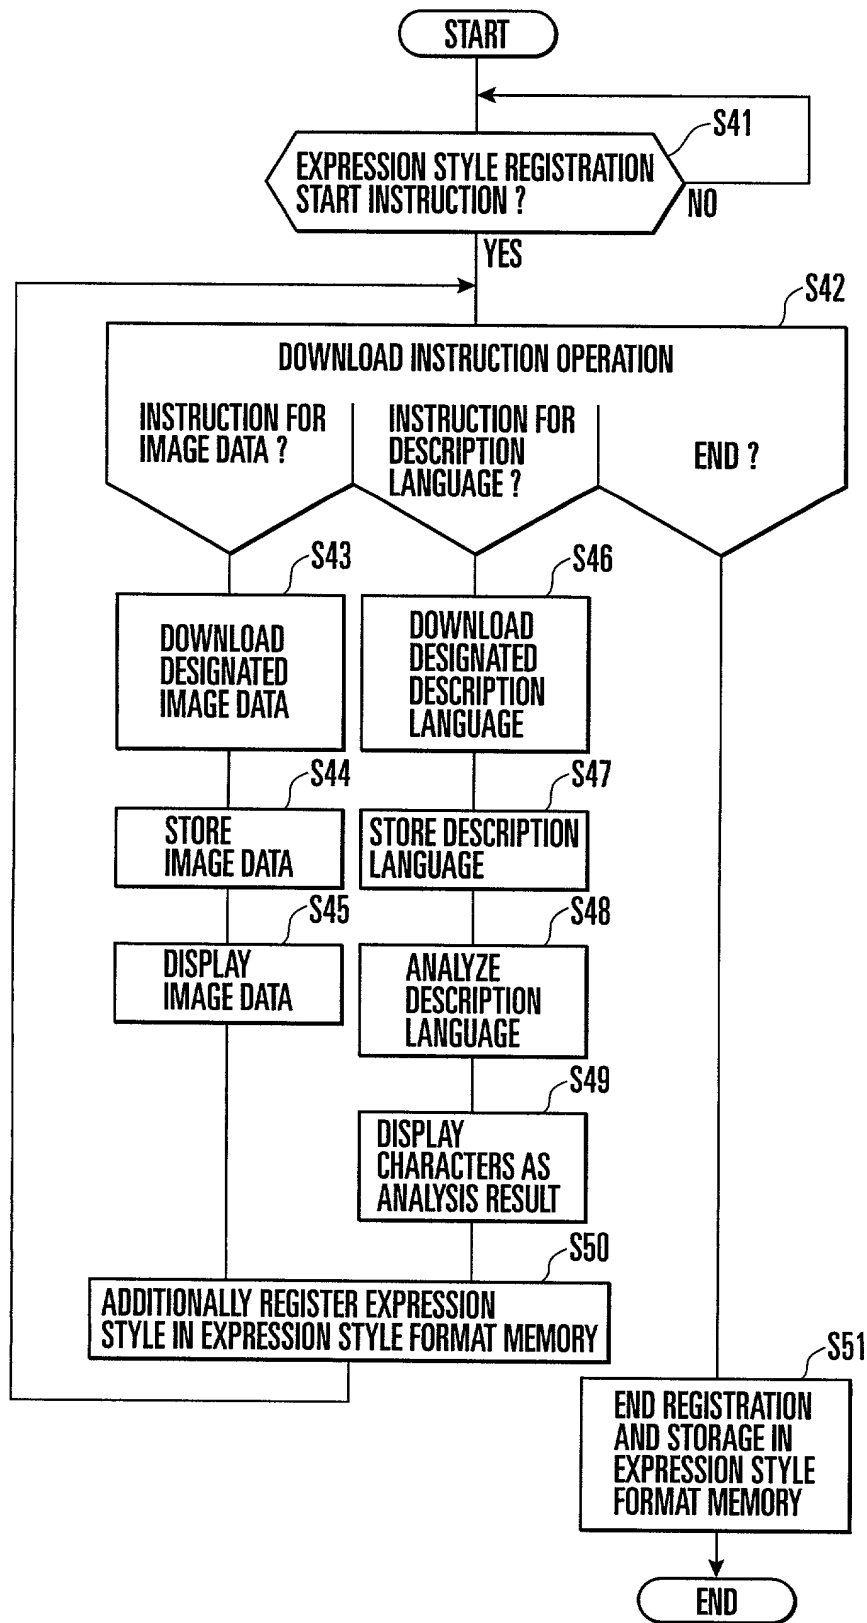 START
S41
EXPRESSION STYLE REGISTRATION
START INSTRUCTION ?
NO
YES
S42
DOWNLOAD INSTRUCTION OPERATION
INSTRUCTION FOR
IMAGE DATA ?
INSTRUCTION FOR
DESCRIPTION
LANGUAGE ?
END ?
S43
DOWNLOAD
DESIGNATED
IMAGE DATA
S44
STORE
IMAGE DATA
S45
DISPLAY
IMAGE DATA
S46
DOWNLOAD
DESIGNATED
DESCRIPTION
LANGUAGE
S47
STORE DESCRIPTION
LANGUAGE
S48
ANALYZE
DESCRIPTION
LANGUAGE
S49
DISPLAY
CHARACTERS AS
ANALYSIS RESULT
S50
ADDITIONALLY REGISTER EXPRESSION
STYLE IN EXPRESSION STYLE FORMAT MEMORY
S51
END REGISTRATION
AND STORAGE IN
EXPRESSION STYLE
FORMAT MEMORY
END